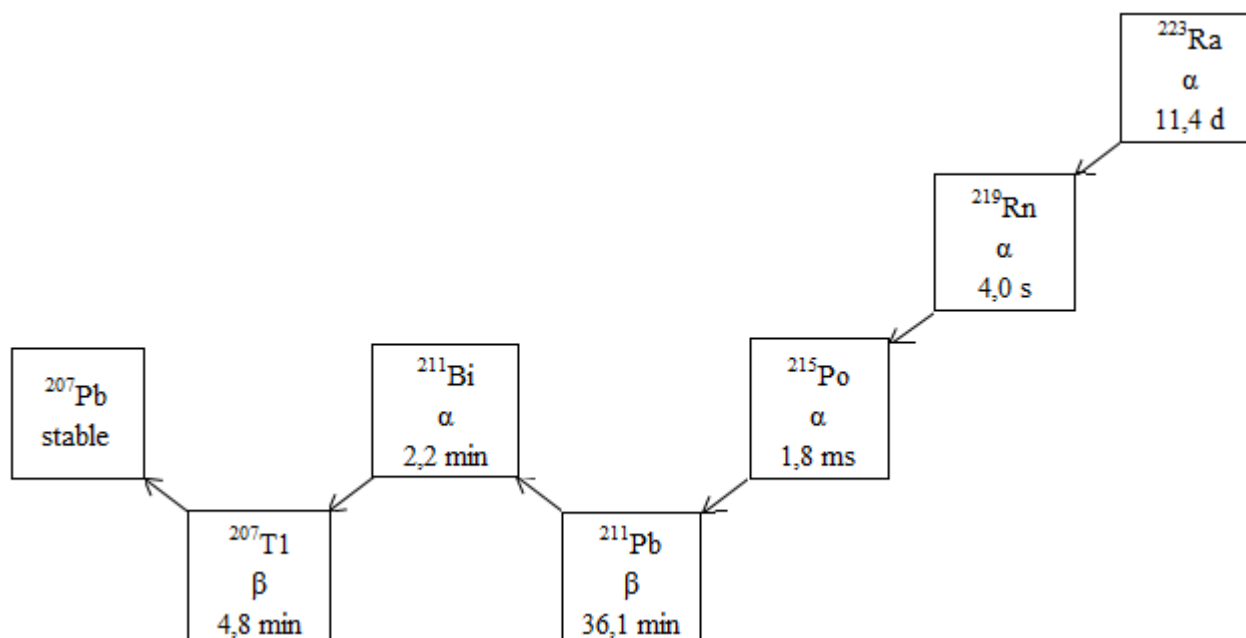 ²²³Ra
α
11,4 d
²¹⁹Rn
α
4,0 s
²¹⁵Po
α
1,8 ms
²¹¹Pb
β
36,1 min
²¹¹Bi
α
2,2 min
²⁰⁷T1
β
4,8 min
²⁰⁷Pb
stable